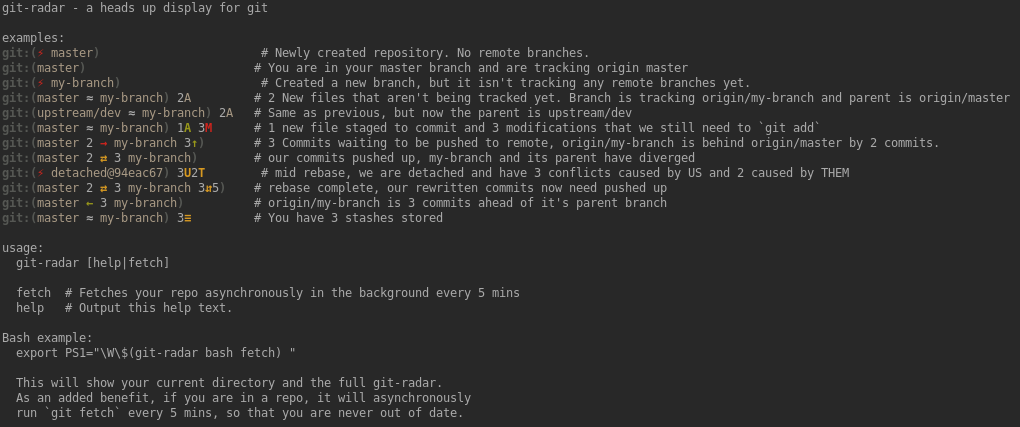 git-radar - a heads up display for git

examples:
git:(⚡ master)                       # Newly created repository. No remote branches.
git:(master)                        # You are in your master branch and are tracking origin master
git:(⚡ my-branch)                    # Created a new branch, but it isn't tracking any remote branches yet.
git:(master ≈ my-branch) 2A         # 2 New files that aren't being tracked yet. Branch is tracking origin/my-branch and parent is origin/master
git:(upstream/dev ≈ my-branch) 2A   # Same as previous, but now the parent is upstream/dev
git:(master ≈ my-branch) 1A 3M      # 1 new file staged to commit and 3 modifications that we still need to `git add`
git:(master 2 → my-branch 3↑)       # 3 Commits waiting to be pushed to remote, origin/my-branch is behind origin/master by 2 commits.
git:(master 2 ⇄ 3 my-branch)        # our commits pushed up, my-branch and its parent have diverged
git:(⚡ detached@94eac67) 3U2T        # mid rebase, we are detached and have 3 conflicts caused by US and 2 caused by THEM
git:(master 2 ⇄ 3 my-branch 3⇵5)    # rebase complete, our rewritten commits now need pushed up
git:(master ← 3 my-branch)          # origin/my-branch is 3 commits ahead of it's parent branch
git:(master ≈ my-branch) 3≡         # You have 3 stashes stored

usage:
  git-radar [help|fetch]

  fetch  # Fetches your repo asynchronously in the background every 5 mins
  help   # Output this help text.

Bash example:
  export PS1="\W\$(git-radar bash fetch) "

  This will show your current directory and the full git-radar.
  As an added benefit, if you are in a repo, it will asynchronously
  run `git fetch` every 5 mins, so that you are never out of date.